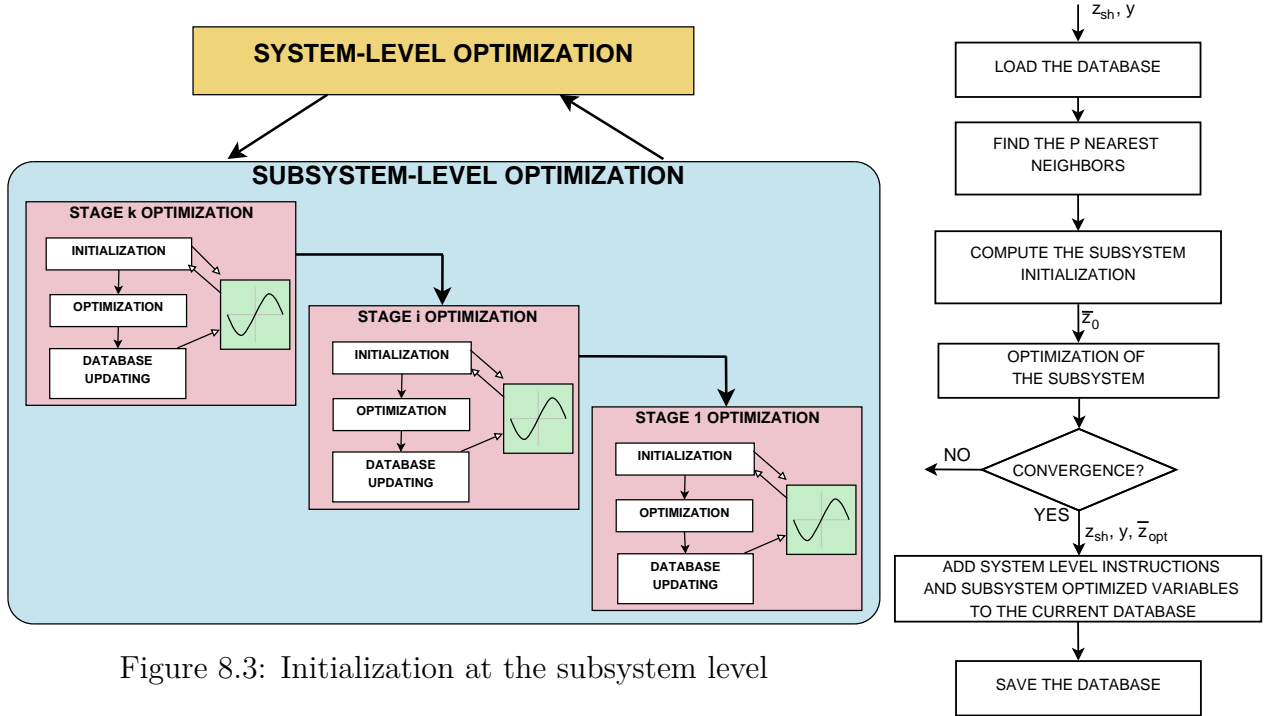 SYSTEM-LEVEL OPTIMIZATION
SUBSYSTEM-LEVEL OPTIMIZATION
STAGE k OPTIMIZATION
INITIALIZATION
OPTIMIZATION
DATABASE
UPDATING
STAGE i OPTIMIZATION
INITIALIZATION
OPTIMIZATION
DATABASE
UPDATING
STAGE 1 OPTIMIZATION
INITIALIZATION
OPTIMIZATION
DATABASE
UPDATING
Figure 8.3: Initialization at the subsystem level
z_sh, y
LOAD THE DATABASE
FIND THE P NEAREST
NEIGHBORS
COMPUTE THE SUBSYSTEM
INITIALIZATION
z̅_0
OPTIMIZATION OF
THE SUBSYSTEM
CONVERGENCE?
NO
YES
z_sh, y, z̅_opt
ADD SYSTEM LEVEL INSTRUCTIONS
AND SUBSYSTEM OPTIMIZED VARIABLES
TO THE CURRENT DATABASE
SAVE THE DATABASE